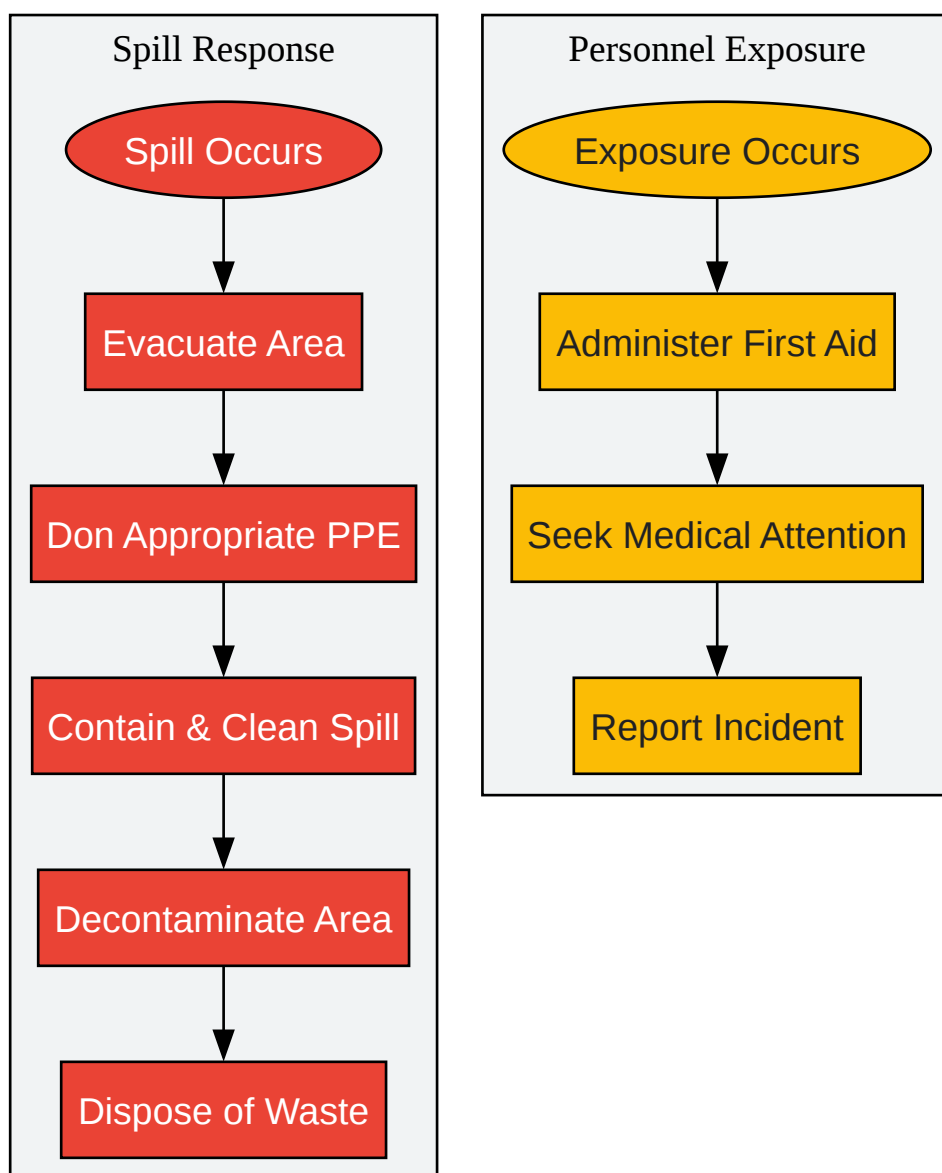 Spill Response
Spill Occurs
Evacuate Area
Don Appropriate PPE
Contain & Clean Spill
Decontaminate Area
Dispose of Waste
Personnel Exposure
Exposure Occurs
Administer First Aid
Seek Medical Attention
Report Incident